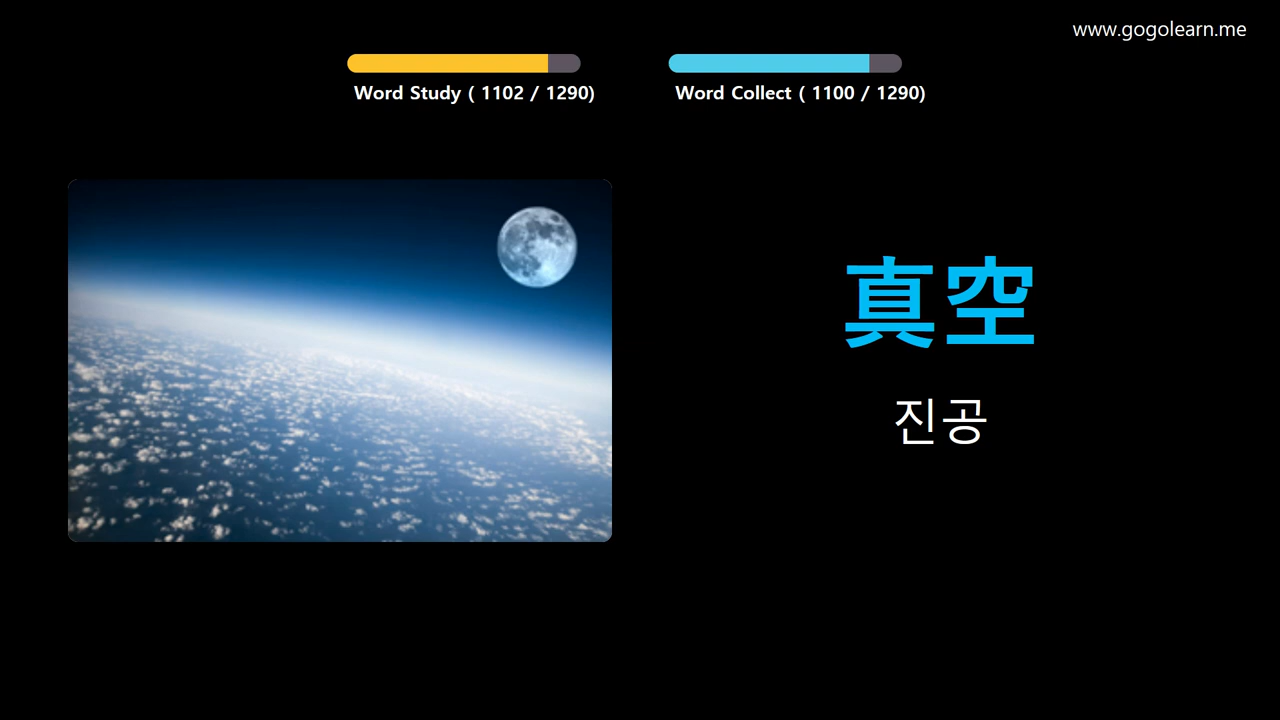 www.gogolearn.me
Word Study ( 1102 / 1290)
Word Collect ( 1100 / 1290)
真空
진공